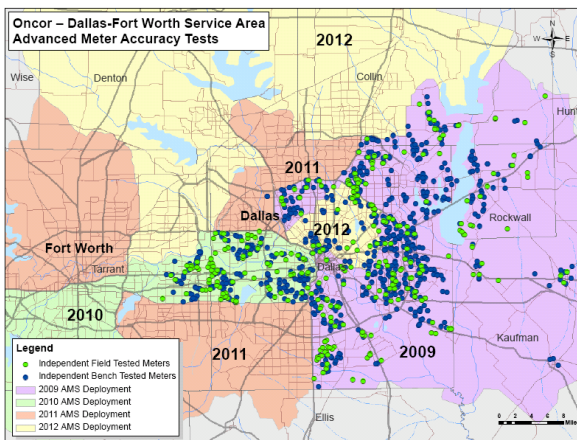 Oncor – Dallas-Fort Worth Service Area
Advanced Meter Accuracy Tests
2012
W
E
N
S
Wise
Denton
Collin
Hunt
2011
Dallas
2012
Rockwall
Fort Worth
Tarrant
Dallas
2010
2011
2009
Kaufman
Ellis
Legend
Independent Field Tested Meters
Independent Bench Tested Meters
2009 AMS Deployment
2010 AMS Deployment
2011 AMS Deployment
2012 AMS Deployment
0 2 4 6 8
Miles